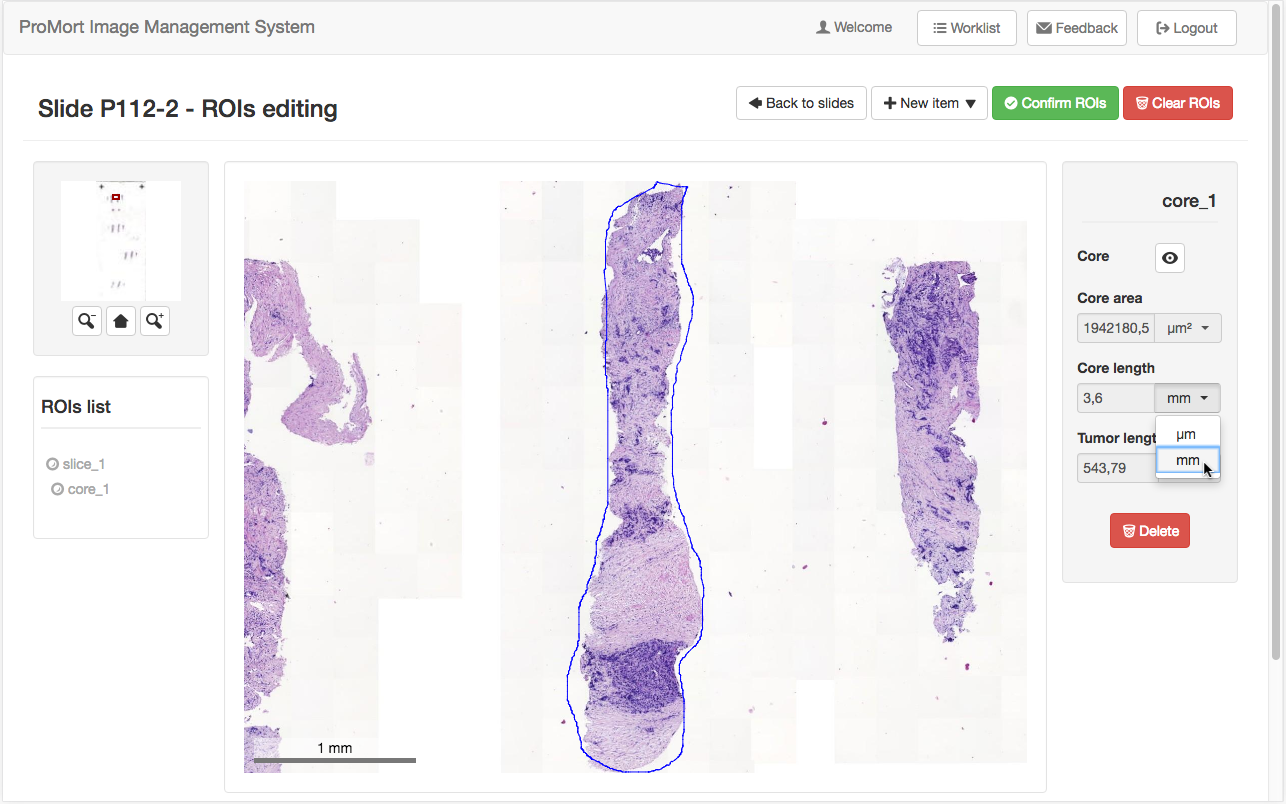 ProMort Image Management System
Welcome
Worklist
Feedback
Logout
Slide P112-2 - ROIs editing
Back to slides
New item
Confirm ROIs
Clear ROIs
ROIs list
slice_1
core_1
1 mm
core_1
Core
Core area
1942180,5 µm²
Core length
3,6 mm
µm
mm
Tumor lengt
543,79
Delete